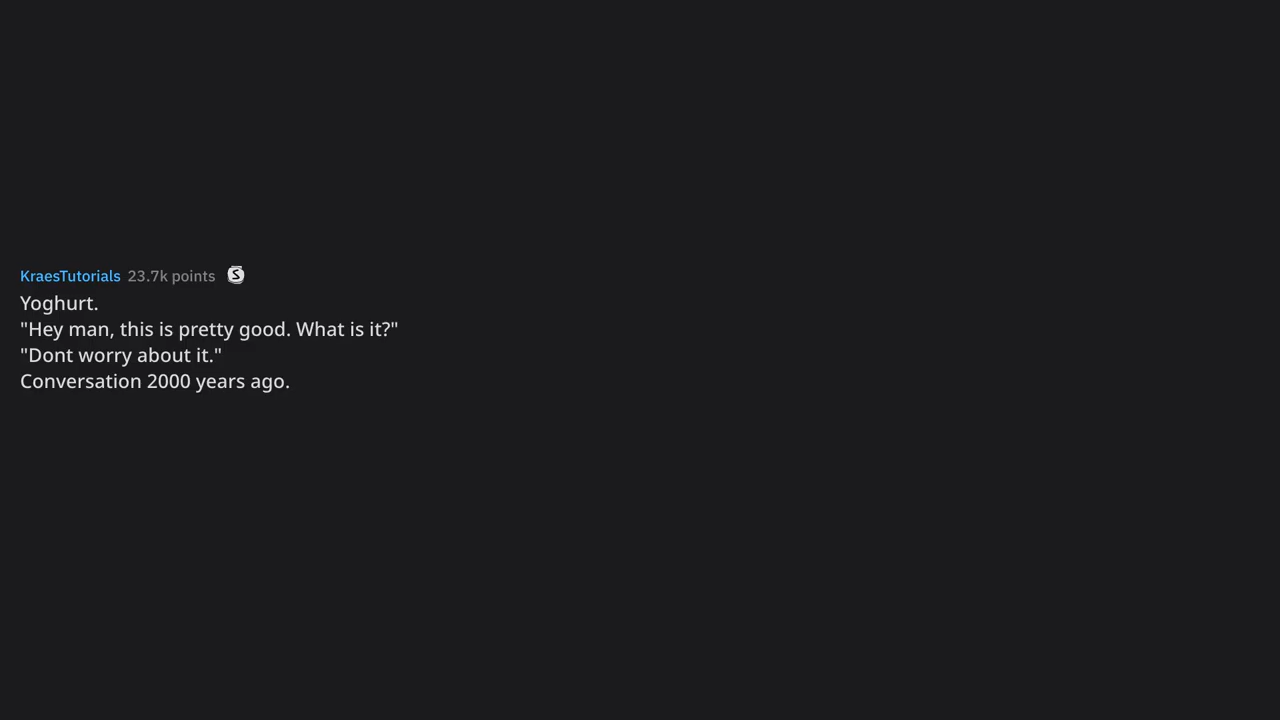 KraesTutorials 23.7k points S
Yoghurt.
"Hey man, this is pretty good. What is it?"
"Dont worry about it."
Conversation 2000 years ago.